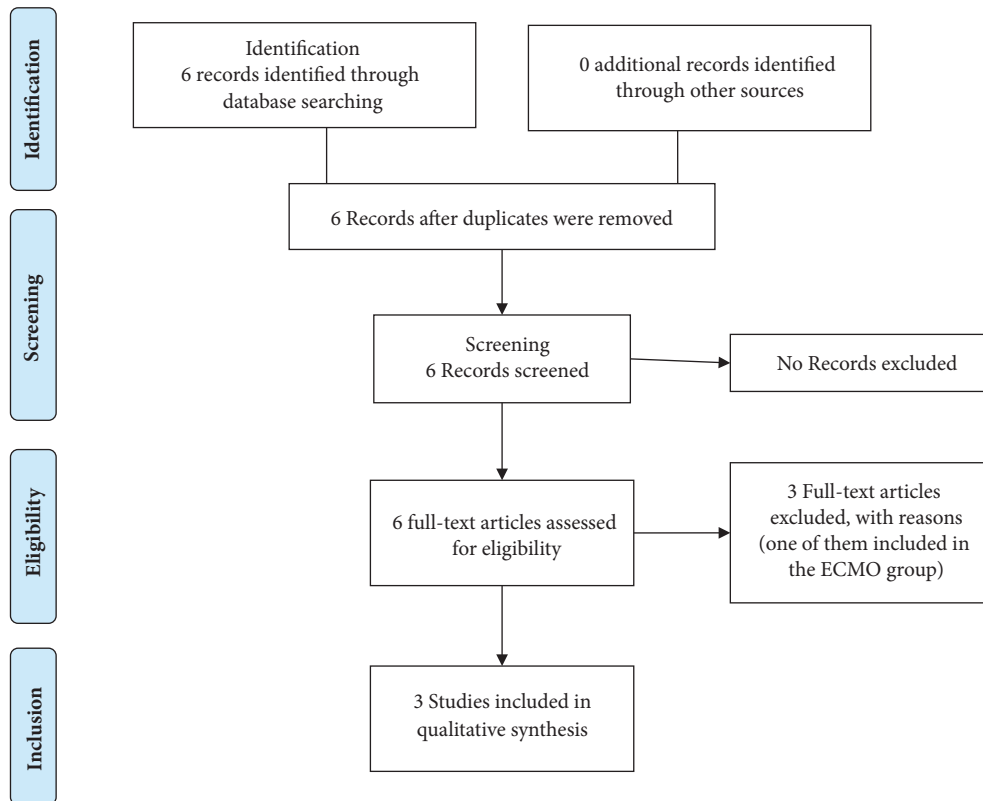 Identification
Identification
6 records identified through
database searching
0 additional records identified
through other sources
Screening
6 Records after duplicates were removed
Screening
6 Records screened
No Records excluded
Eligibility
6 full-text articles assessed
for eligibility
3 Full-text articles
excluded, with reasons
(one of them included in
the ECMO group)
Inclusion
3 Studies included in
qualitative synthesis